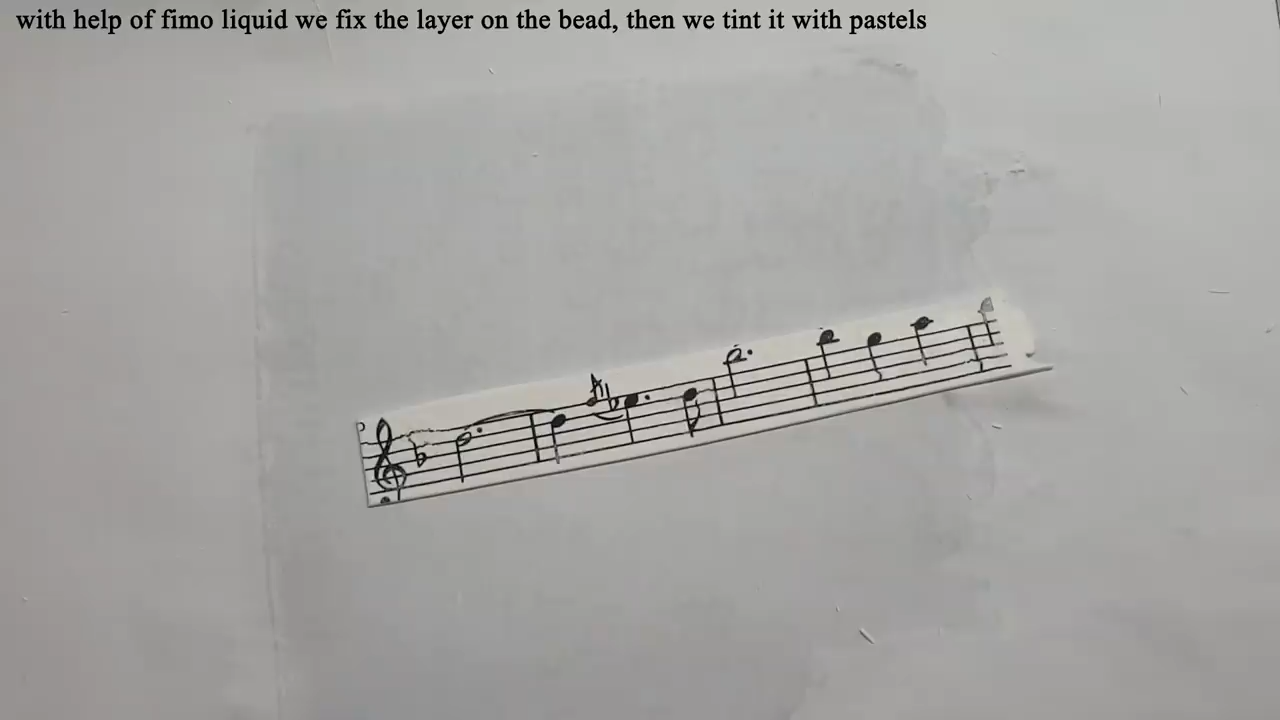 with help of fimo liquid we fix the layer on the bead, then we tint it with pastels